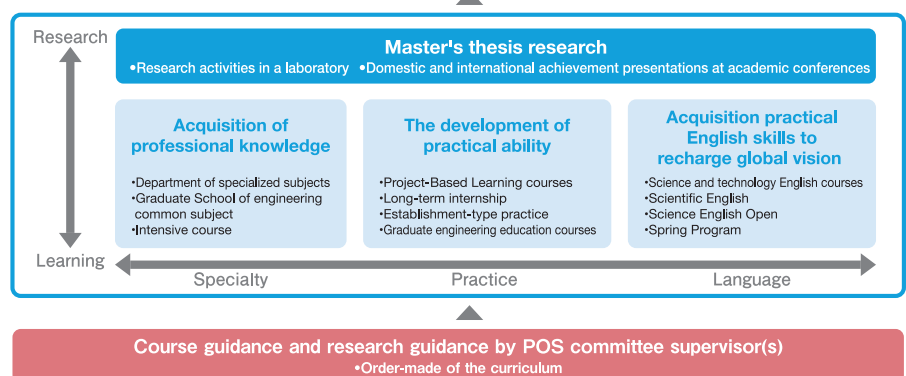 Research
Master's thesis research
•Research activities in a laboratory •Domestic and international achievement presentations at academic conferences
Acquisition of
professional knowledge
•Department of specialized subjects
•Graduate School of engineering
common subject
•Intensive course
The development of
practical ability
•Project-Based Learning courses
•Long-term internship
•Establishment-type practice
•Graduate engineering education courses
Acquisition practical
English skills to
recharge global vision
•Science and technology English courses
•Scientific English
•Science English Open
•Spring Program
Learning
Specialty
Practice
Language
Course guidance and research guidance by POS committee supervisor(s)
•Order-made of the curriculum